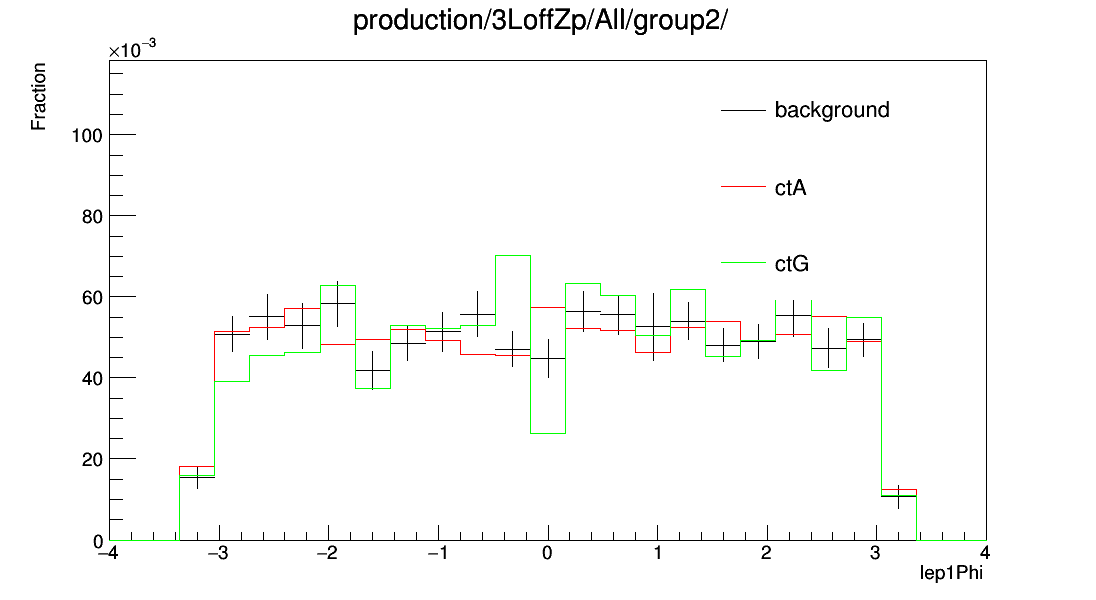 production/3LoffZp/All/group2/
×10⁻³
Fraction
background
ctA
ctG
100
80
60
40
20
0
−4 −3 −2 −1 0 1 2 3 4
lep1Phi